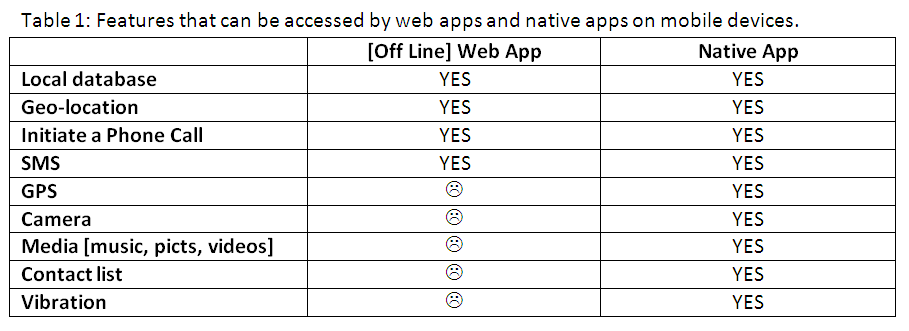 Table 1: Features that can be accessed by web apps and native apps on mobile devices.
[Off Line] Web App Native App
Local database YES YES
Geo-location YES YES
Initiate a Phone Call YES YES
SMS YES YES
GPS ☹ YES
Camera ☹ YES
Media [music, picts, videos] ☹ YES
Contact list ☹ YES
Vibration ☹ YES